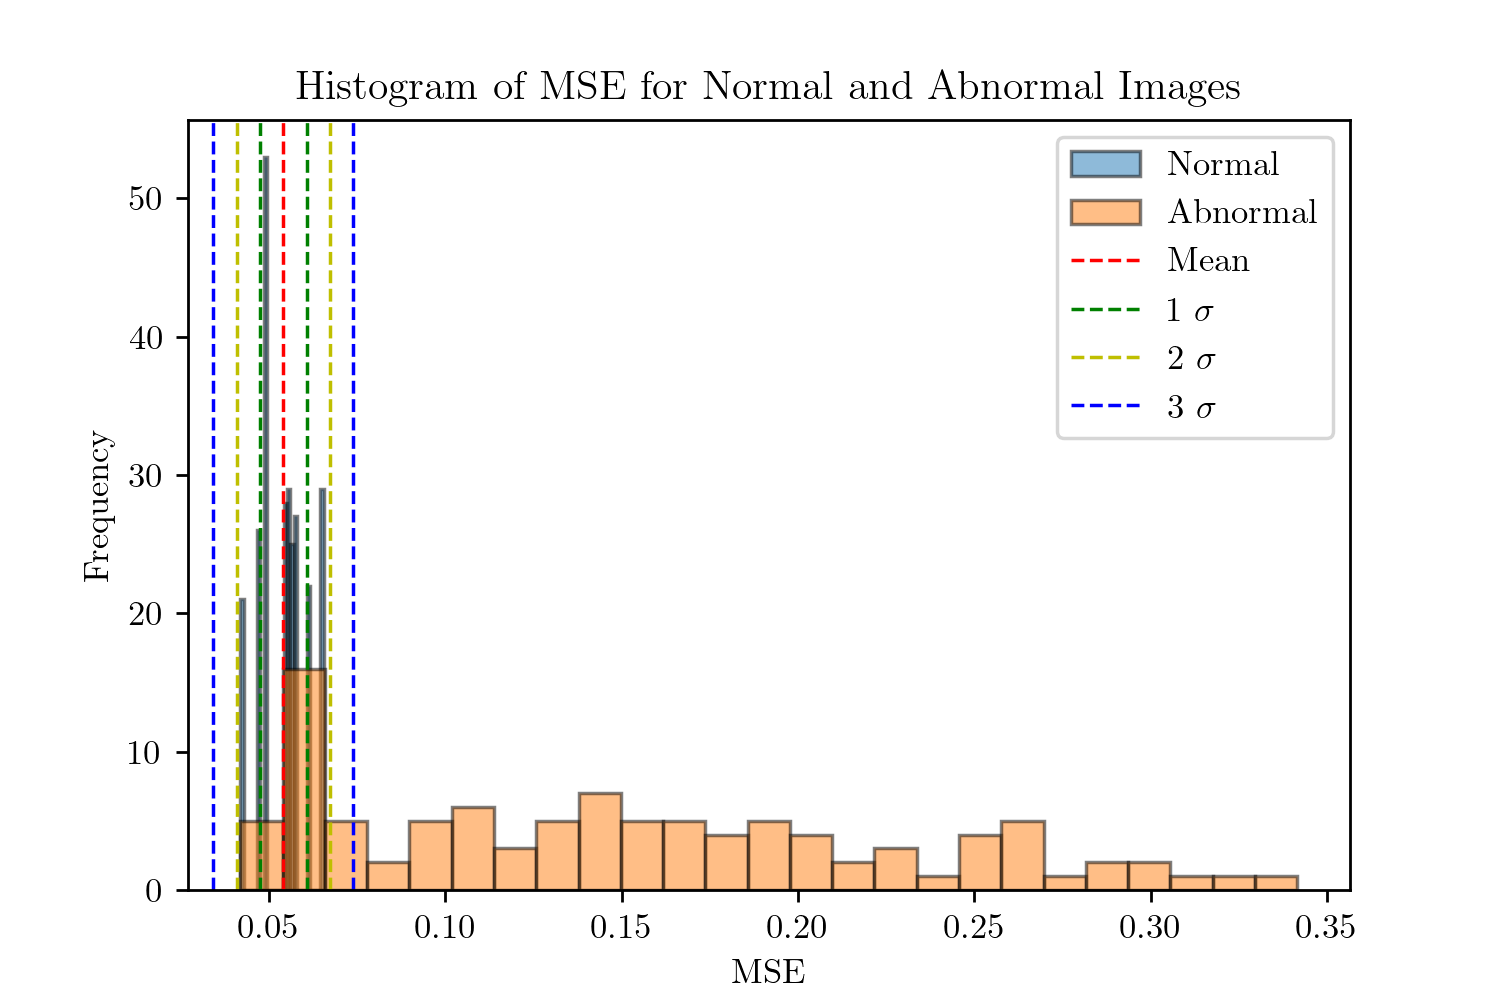 Histogram of MSE for Normal and Abnormal Images
Normal
Abnormal
Mean
1 σ
2 σ
3 σ
50
40
30
20
10
0
Frequency
0.05 0.10 0.15 0.20 0.25 0.30 0.35
MSE